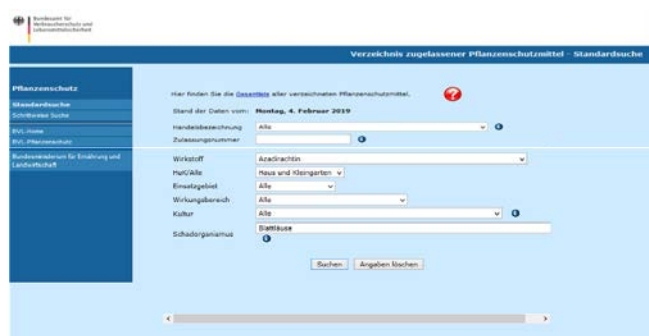 Bundesamt für
Verbraucherschutz und
Lebensmittelsicherheit
Verzeichnis zugelassener Pflanzenschutzmittel - Standardsuche
Pflanzenschutz
Standardsuche
Schrittweise Suche
BVL-Home
BVL-Pflanzenschutz
Bundesministerium für Ernährung und
Landwirtschaft
Hier finden Sie die Gesamtliste aller verzeichneten Pflanzenschutzmittel.
?
Stand der Daten vom: Montag, 4. Februar 2019
Handelsbezeichnung Alle
Zulassungsnummer
Wirkstoff Azadirachtin
HuK/Alle Haus und Kleingarten
Einsatzgebiet Alle
Wirkungsbereich Alle
Kultur Alle
Schadorganismus Blattläuse
Suchen Angaben löschen